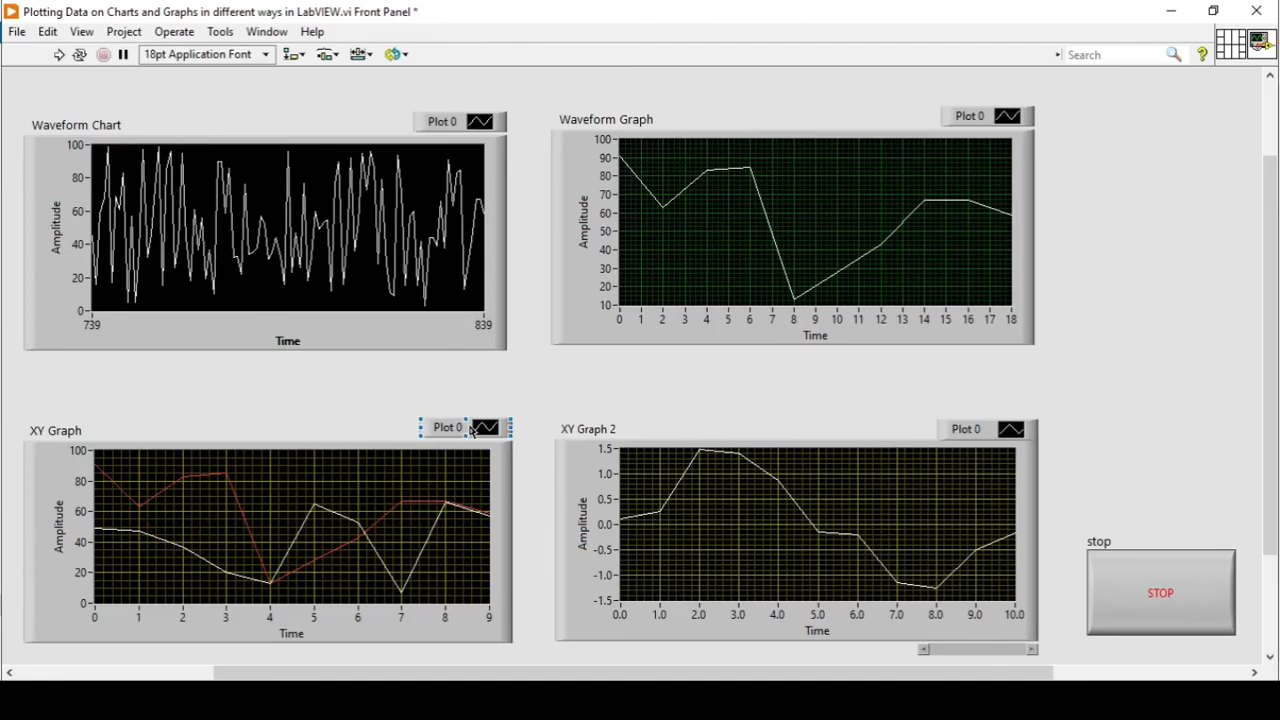 Plotting Data on Charts and Graphs in different ways in LabVIEW.vi Front Panel *
File Edit View Project Operate Tools Window Help
18pt Application Font
Search
?
Waveform Chart
Plot 0
100
80
60
40
20
0
Amplitude
739 839
Time
Waveform Graph
Plot 0
100
90
80
70
60
50
40
30
20
10
Amplitude
0 1 2 3 4 5 6 7 8 9 10 11 12 13 14 15 16 17 18
Time
XY Graph
Plot 0
100
80
60
40
20
0
Amplitude
0 1 2 3 4 5 6 7 8 9
Time
XY Graph 2
Plot 0
1.5
1.0
0.5
0.0
-0.5
-1.0
-1.5
Amplitude
0.0 1.0 2.0 3.0 4.0 5.0 6.0 7.0 8.0 9.0 10.0
Time
stop
STOP